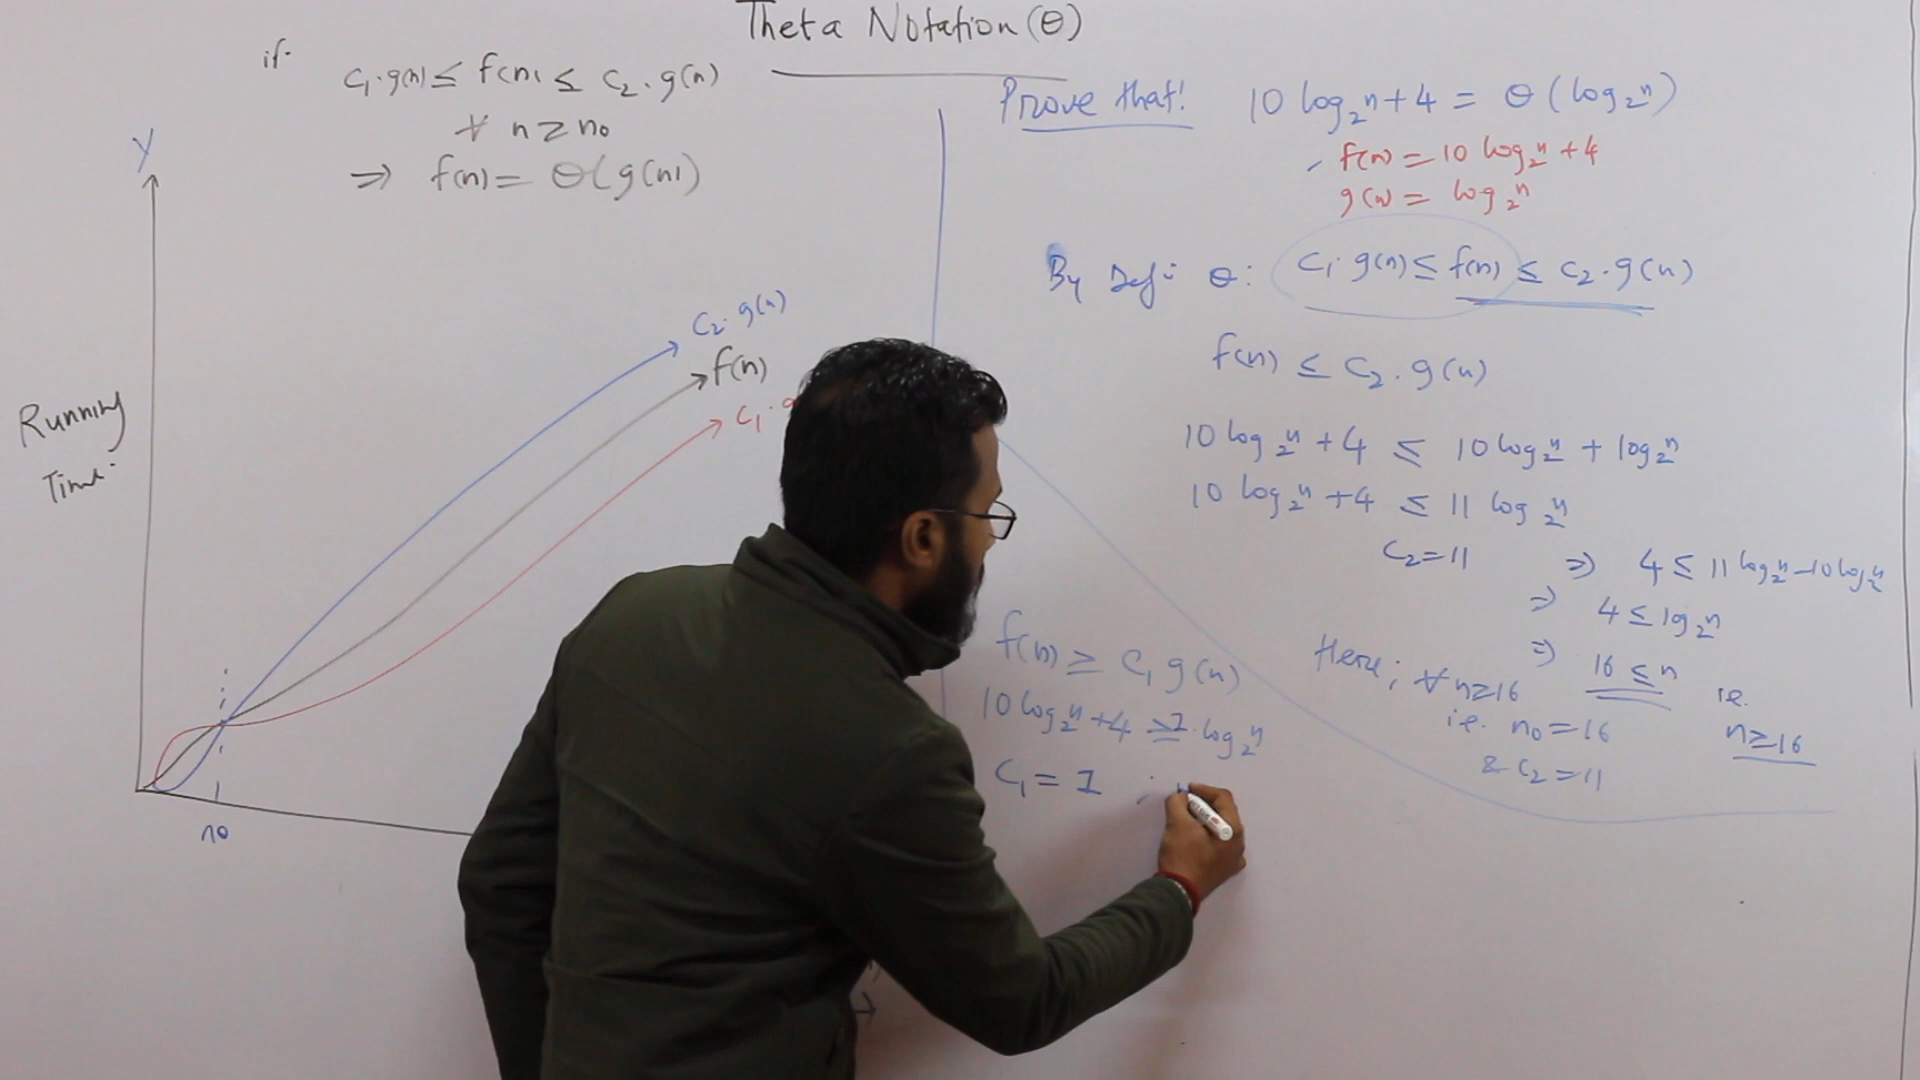 Theta Notation (θ)
if
C₁·g(n) ≤ f(n) ≤ C₂·g(n)
∀ n ≥ n₀
⇒ f(n) = θ(g(n))
Y
Running
Time
C₂·g(n)
f(n)
C₁·g
n₀
Prove that! 10 log₂n + 4 = θ(log₂n)
f(n) = 10 log₂n + 4
g(n) = log₂n
By Defⁿ θ: C₁·g(n) ≤ f(n) ≤ C₂·g(n)
f(n) ≤ C₂·g(n)
10 log₂n + 4 ≤ 10 log₂n + log₂n
10 log₂n + 4 ≤ 11 log₂n
C₂ = 11 ⇒ 4 ≤ 11 log₂n − 10 log₂n
⇒ 4 ≤ log₂n
⇒ 16 ≤ n i.e. n ≥ 16
Here; ∀ n ≥ 16
i.e. n₀ = 16
& C₂ = 11
f(n) ≥ C₁ g(n)
10 log₂n + 4 ≥ 1·log₂n
C₁ = 1 ;